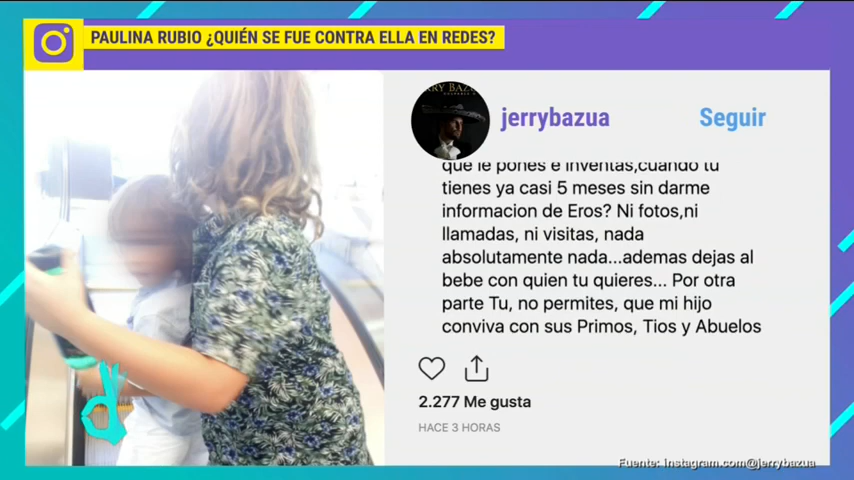 PAULINA RUBIO ¿QUIÉN SE FUE CONTRA ELLA EN REDES?
jerrybazua
Seguir
que le pones e inventas,cuando tu
tienes ya casi 5 meses sin darme
informacion de Eros? Ni fotos,ni
llamadas, ni visitas, nada
absolutamente nada...ademas dejas al
bebe con quien tu quieres... Por otra
parte Tu, no permites, que mi hijo
conviva con sus Primos, Tios y Abuelos
2.277 Me gusta
HACE 3 HORAS
Fuente: Instagram.com@jerrybazua